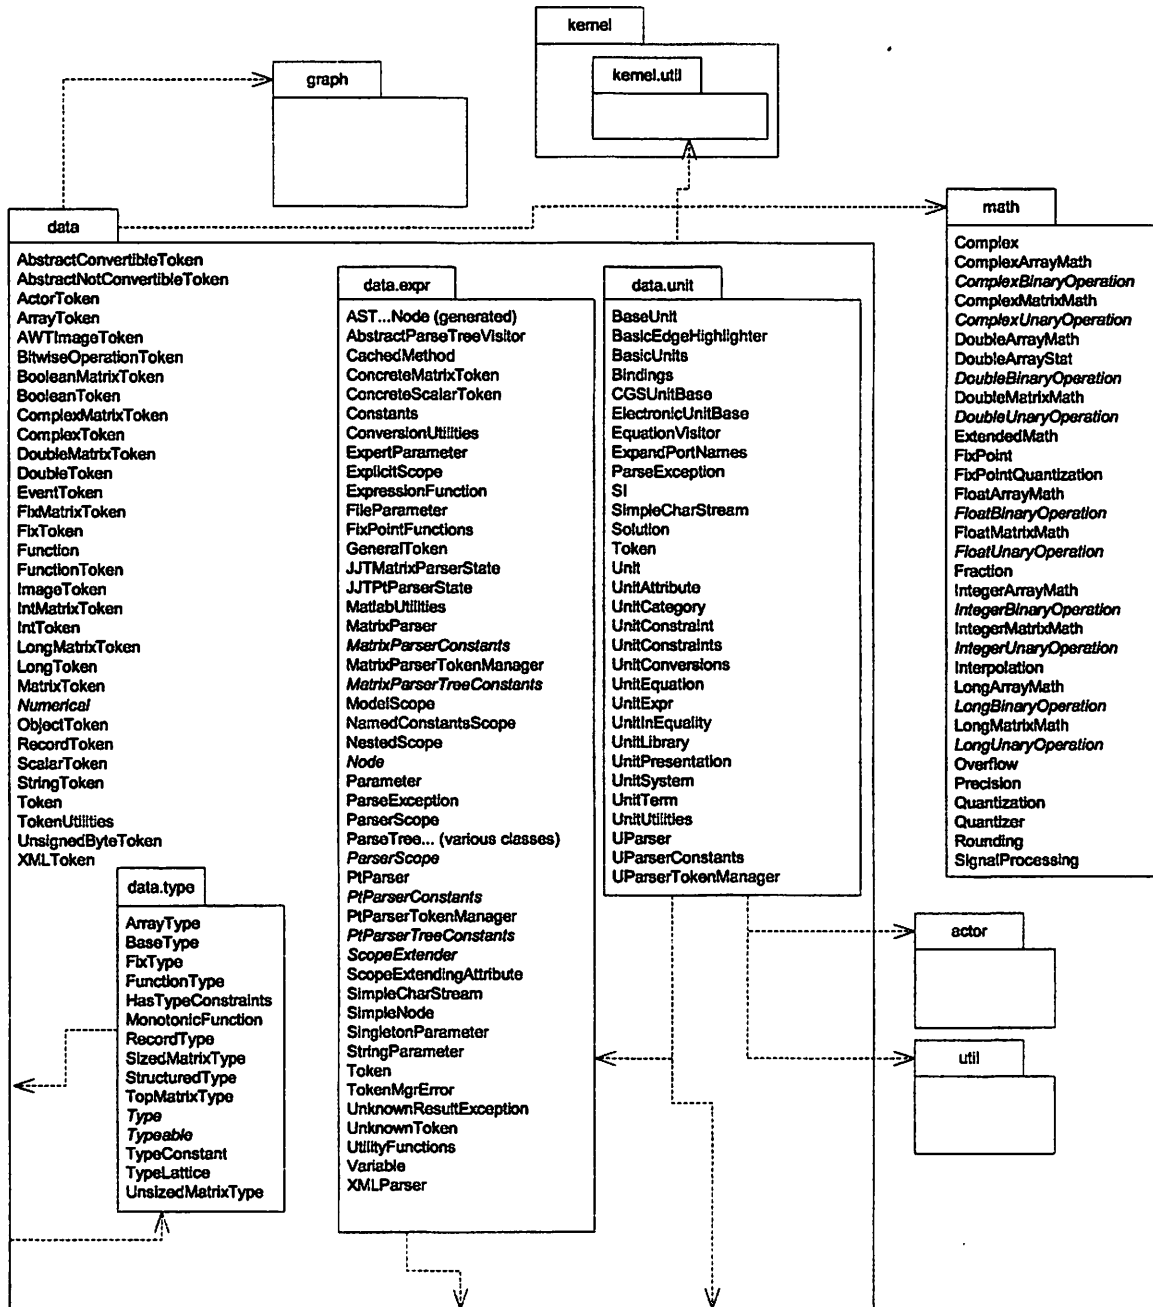 kernel
kernel.util
graph
data
AbstractConvertibleToken
AbstractNotConvertibleToken
ActorToken
ArrayToken
AWTImageToken
BitwiseOperationToken
BooleanMatrixToken
BooleanToken
ComplexMatrixToken
ComplexToken
DoubleMatrixToken
DoubleToken
EventToken
FixMatrixToken
FixToken
Function
FunctionToken
ImageToken
IntMatrixToken
IntToken
LongMatrixToken
LongToken
MatrixToken
Numerical
ObjectToken
RecordToken
ScalarToken
StringToken
Token
TokenUtilities
UnsignedByteToken
XMLToken
data.type
ArrayType
BaseType
FixType
FunctionType
HasTypeConstraints
MonotonicFunction
RecordType
SizedMatrixType
StructuredType
TopMatrixType
Type
Typeable
TypeConstant
TypeLattice
UnsizedMatrixType
data.expr
AST...Node (generated)
AbstractParseTreeVisitor
CachedMethod
ConcreteMatrixToken
ConcreteScalarToken
Constants
ConversionUtilities
ExpertParameter
ExplicitScope
ExpressionFunction
FileParameter
FixPointFunctions
GeneralToken
JJTMatrixParserState
JJTPtParserState
MatlabUtilities
MatrixParser
MatrixParserConstants
MatrixParserTokenManager
MatrixParserTreeConstants
ModelScope
NamedConstantsScope
NestedScope
Node
Parameter
ParseException
ParserScope
ParseTree... (various classes)
ParserScope
PtParser
PtParserConstants
PtParserTokenManager
PtParserTreeConstants
ScopeExtender
ScopeExtendingAttribute
SimpleCharStream
SimpleNode
SingletonParameter
StringParameter
Token
TokenMgrError
UnknownResultException
UnknownToken
UtilityFunctions
Variable
XMLParser
data.unit
BaseUnit
BasicEdgeHighlighter
BasicUnits
Bindings
CGSUnitBase
ElectronicUnitBase
EquationVisitor
ExpandPortNames
ParseException
SI
SimpleCharStream
Solution
Token
Unit
UnitAttribute
UnitCategory
UnitConstraint
UnitConstraints
UnitConversions
UnitEquation
UnitExpr
UnitInEquality
UnitLibrary
UnitPresentation
UnitSystem
UnitTerm
UnitUtilities
UParser
UParserConstants
UParserTokenManager
math
Complex
ComplexArrayMath
ComplexBinaryOperation
ComplexMatrixMath
ComplexUnaryOperation
DoubleArrayMath
DoubleArrayStat
DoubleBinaryOperation
DoubleMatrixMath
DoubleUnaryOperation
ExtendedMath
FixPoint
FixPointQuantization
FloatArrayMath
FloatBinaryOperation
FloatMatrixMath
FloatUnaryOperation
Fraction
IntegerArrayMath
IntegerBinaryOperation
IntegerMatrixMath
IntegerUnaryOperation
Interpolation
LongArrayMath
LongBinaryOperation
LongMatrixMath
LongUnaryOperation
Overflow
Precision
Quantization
Quantizer
Rounding
SignalProcessing
actor
util